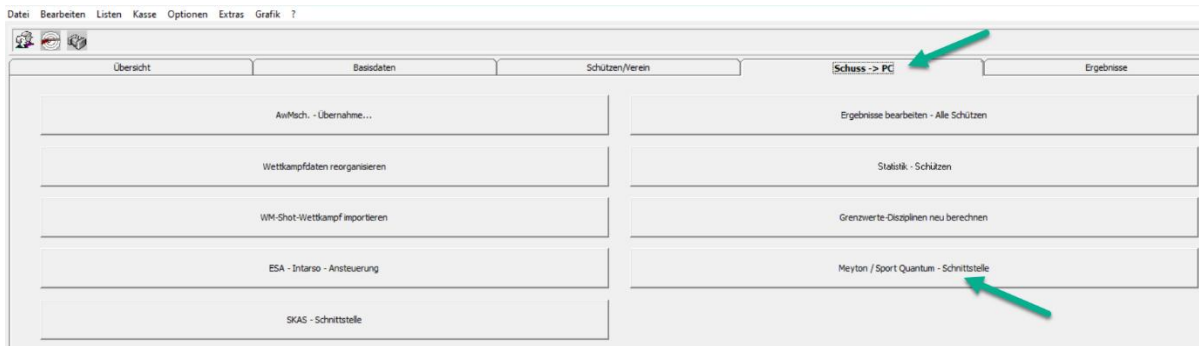 Datei Bearbeiten Listen Kasse Optionen Extras Grafik ?
Übersicht Basisdaten Schützen/Verein Schuss -> PC Ergebnisse
AwMsch. - Übernahme... Ergebnisse bearbeiten - Alle Schützen
Wettkampfdaten reorganisieren Statistik - Schützen
WM-Shot-Wettkampf importieren Grenzwerte-Disziplinen neu berechnen
ESA - Intarso - Ansteuerung Meyton / Sport Quantum - Schnittstelle
SKAS - Schnittstelle